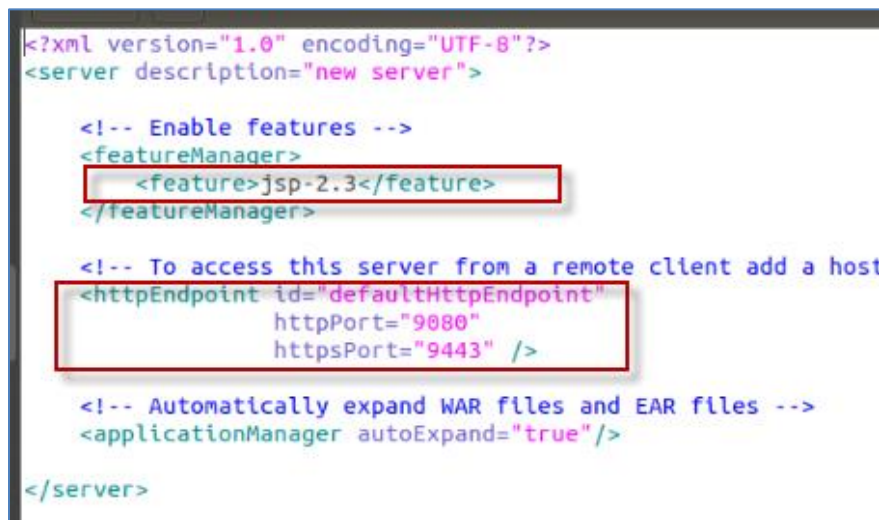 <?xml version="1.0" encoding="UTF-8"?>
<server description="new server">
<!-- Enable features -->
<featureManager>
<feature>jsp-2.3</feature>
</featureManager>
<!-- To access this server from a remote client add a host
<httpEndpoint id="defaultHttpEndpoint"
httpPort="9080"
httpsPort="9443" />
<!-- Automatically expand WAR files and EAR files -->
<applicationManager autoExpand="true"/>
</server>